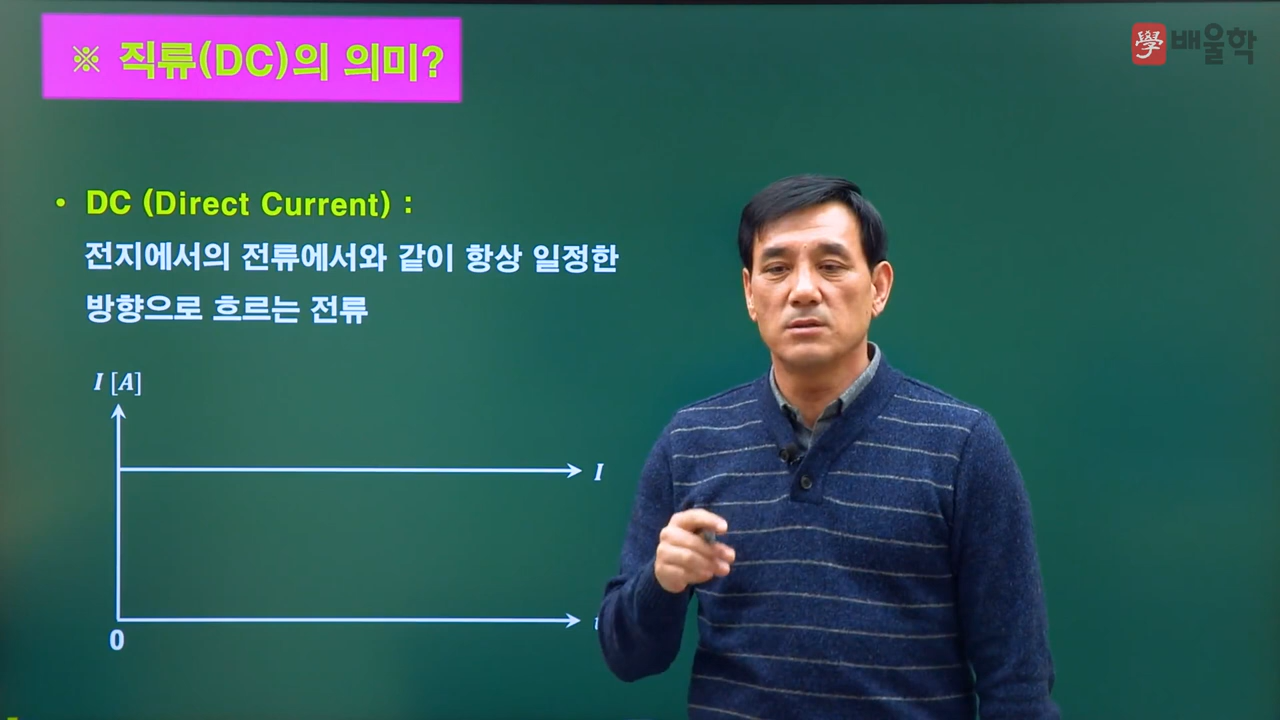 ※ 직류(DC)의 의미?
學 배울학
• DC (Direct Current) :
전지에서의 전류에서와 같이 항상 일정한
방향으로 흐르는 전류
I [A]
I
0